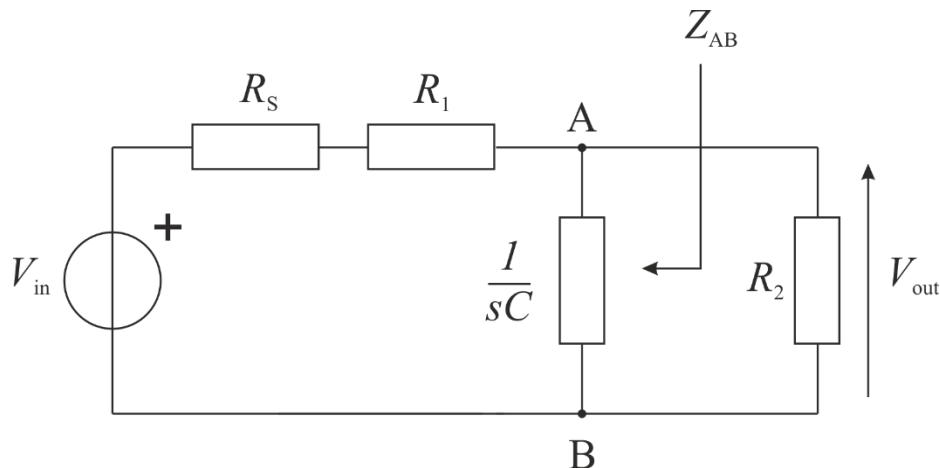 Z_AB
R_S
R_1
A
+
V_in
1
sC
R_2
V_out
B